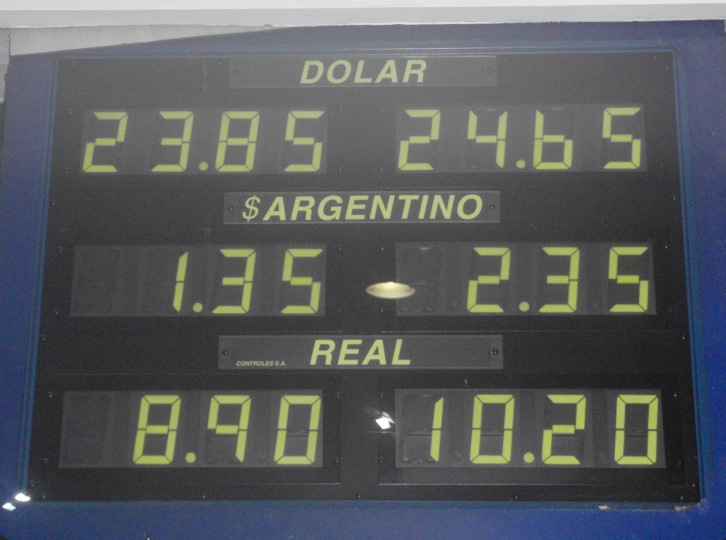 DOLAR
23.85 24.65
$ARGENTINO
1.35 2.35
CONTROLES S.A. REAL
8.90 10.20